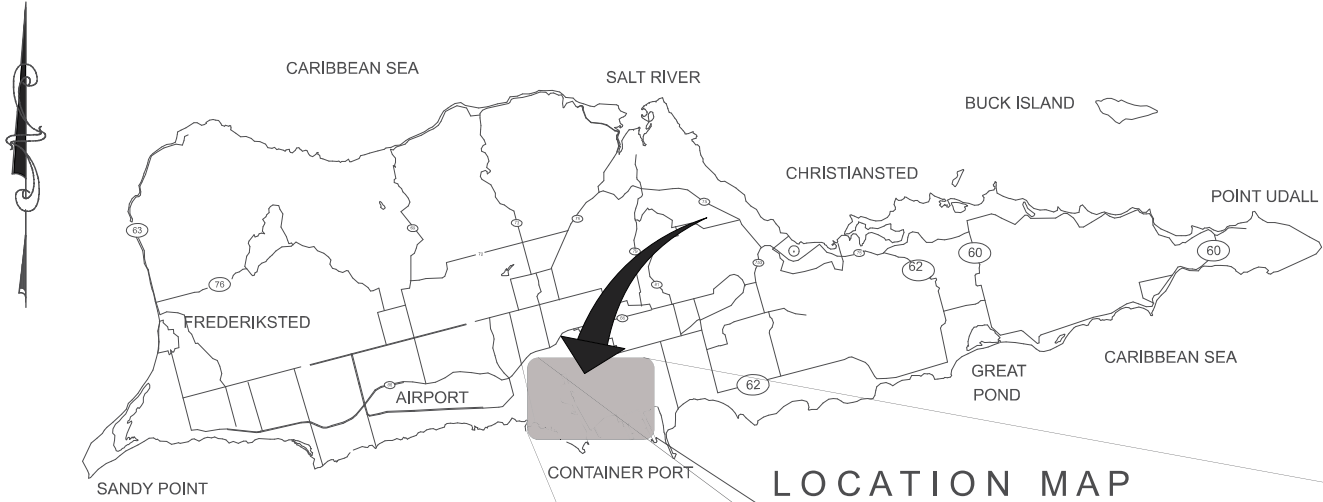 CARIBBEAN SEA
SALT RIVER
BUCK ISLAND
CHRISTIANSTED
POINT UDALL
63
60
60
62
76
FREDERIKSTED
CARIBBEAN SEA
GREAT
POND
62
AIRPORT
CONTAINER PORT
LOCATION MAP
SANDY POINT